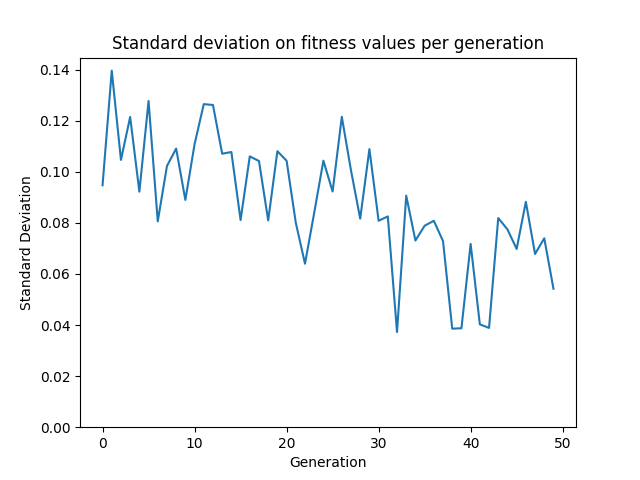 Standard deviation on fitness values per generation
0.14
0.12
0.10
0.08
0.06
0.04
0.02
0.00
Standard Deviation
0 10 20 30 40 50
Generation